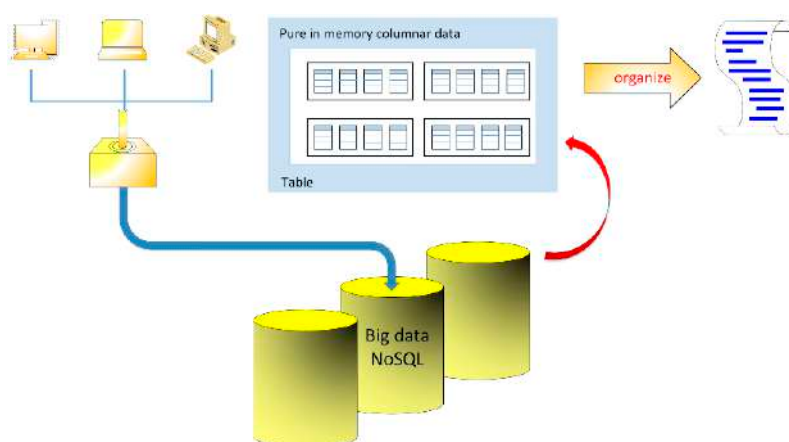 Pure in memory columnar data
organize
Table
Big data
NoSQL